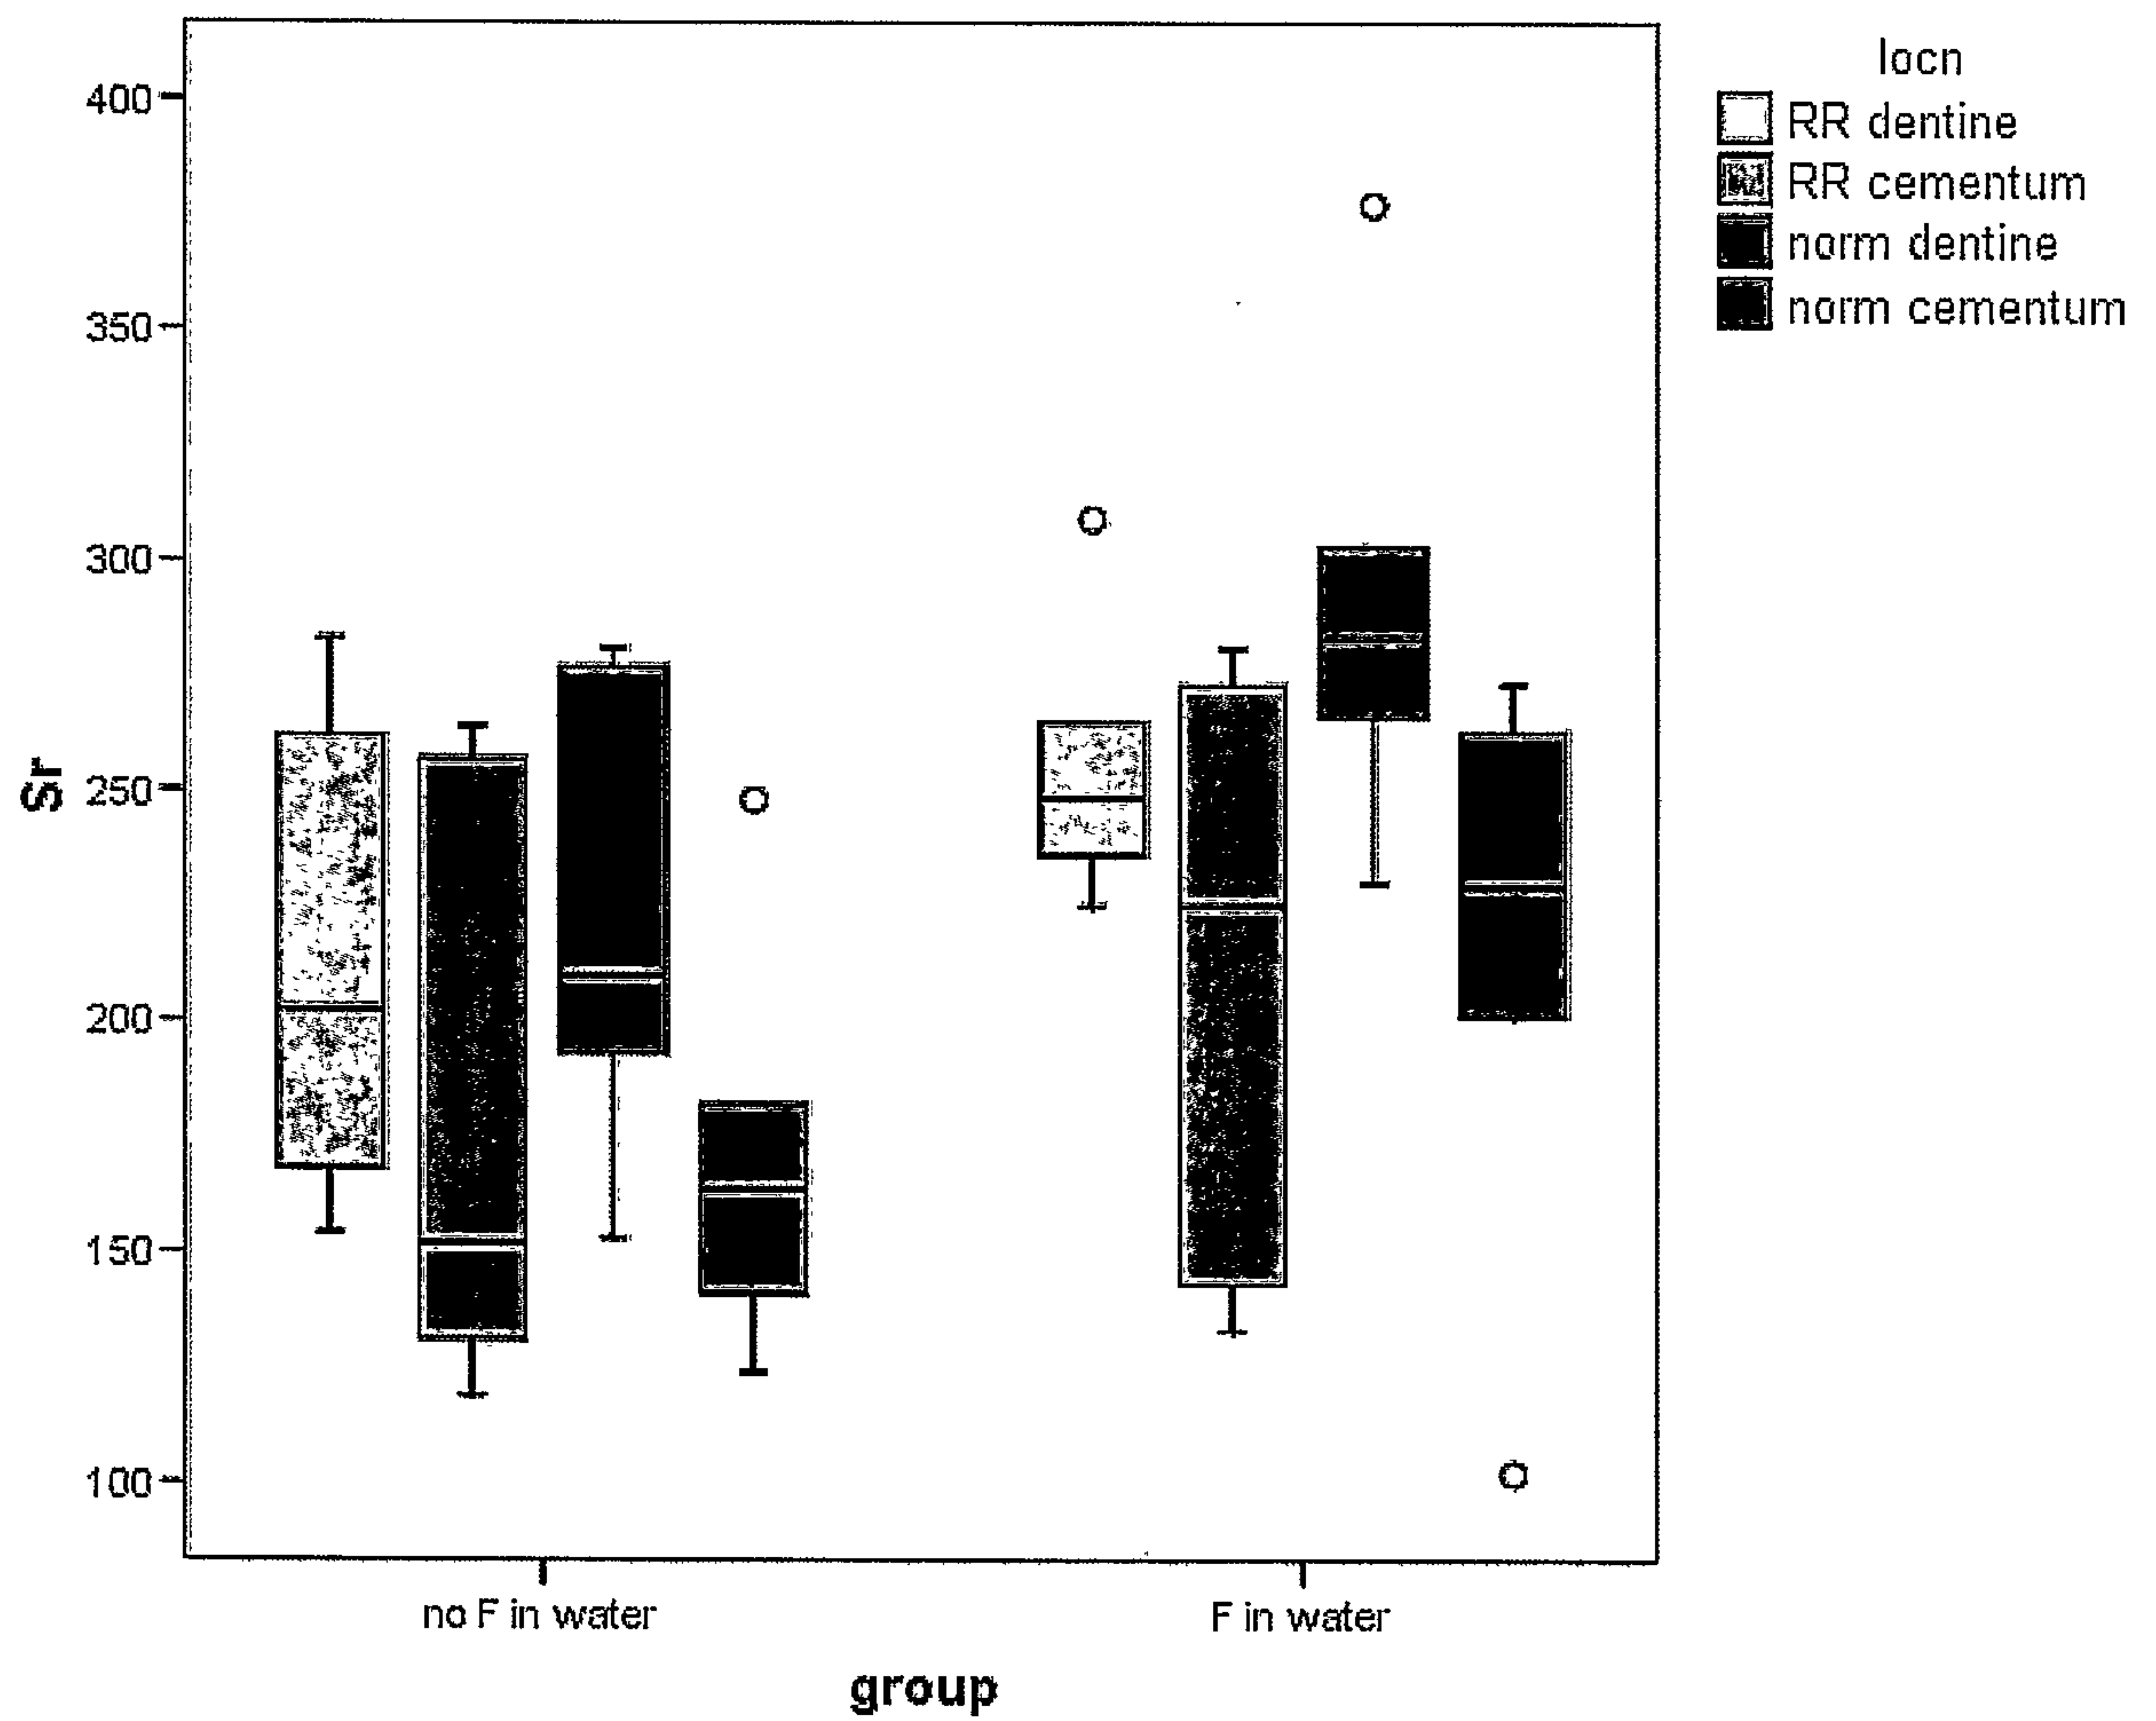 locn
RR dentine
RR cementum
norm dentine
norm cementum
400
350
300
250
200
150
100
Sr
no F in water
F in water
group